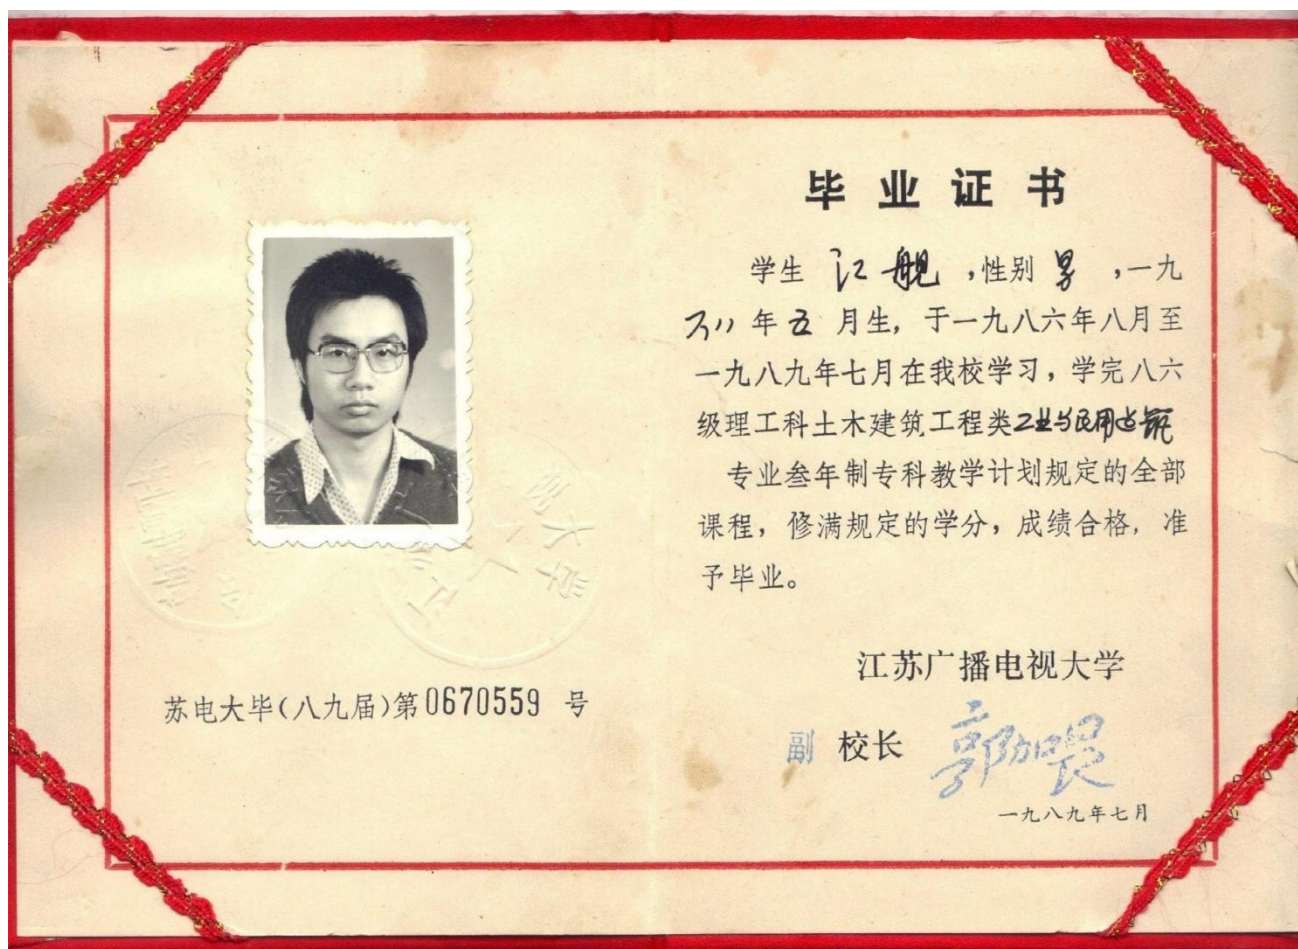 毕业证书
学生 江舰，性别 男，一九
六八年五月生，于一九八六年八月至
一九八九年七月在我校学习，学完八六
级理工科土木建筑工程类工业与民用建筑
专业叁年制专科教学计划规定的全部
课程，修满规定的学分，成绩合格，准
予毕业。
江苏广播电视大学
副 校长 郭加
一九八九年七月
苏电大毕(八九届)第0670559 号